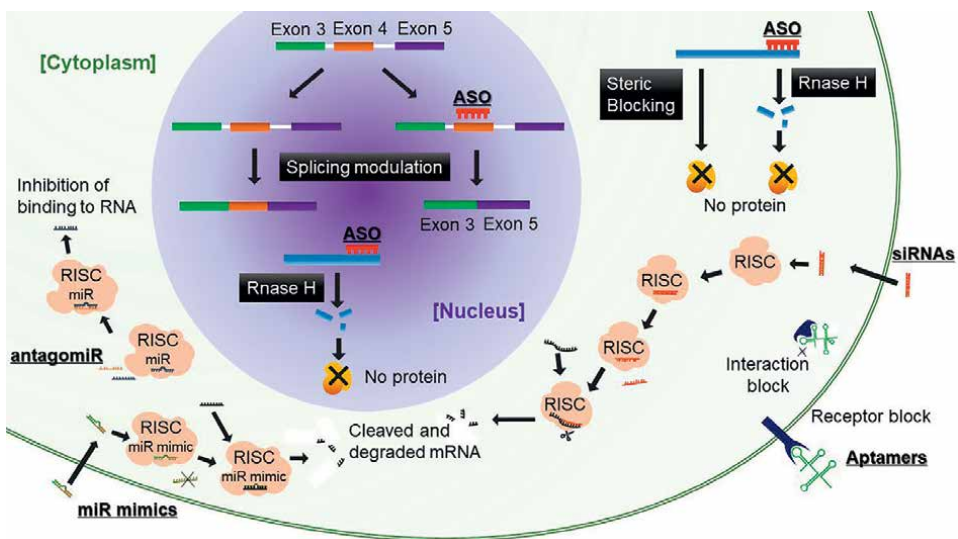 Exon 3 Exon 4 Exon 5
[Cytoplasm]
ASO
Steric
Blocking
Rnase H
ASO
Splicing modulation
No protein
Inhibition of
binding to RNA
Exon 3 Exon 5
ASO
siRNAs
RISC
RISC
miR
RISC
Rnase H
[Nucleus]
antagomiR
RISC
miR
RISC
Interaction
block
No protein
RISC
Receptor block
RISC
miR mimic
Cleaved and
degraded mRNA
RISC
miR mimic
Aptamers
miR mimics